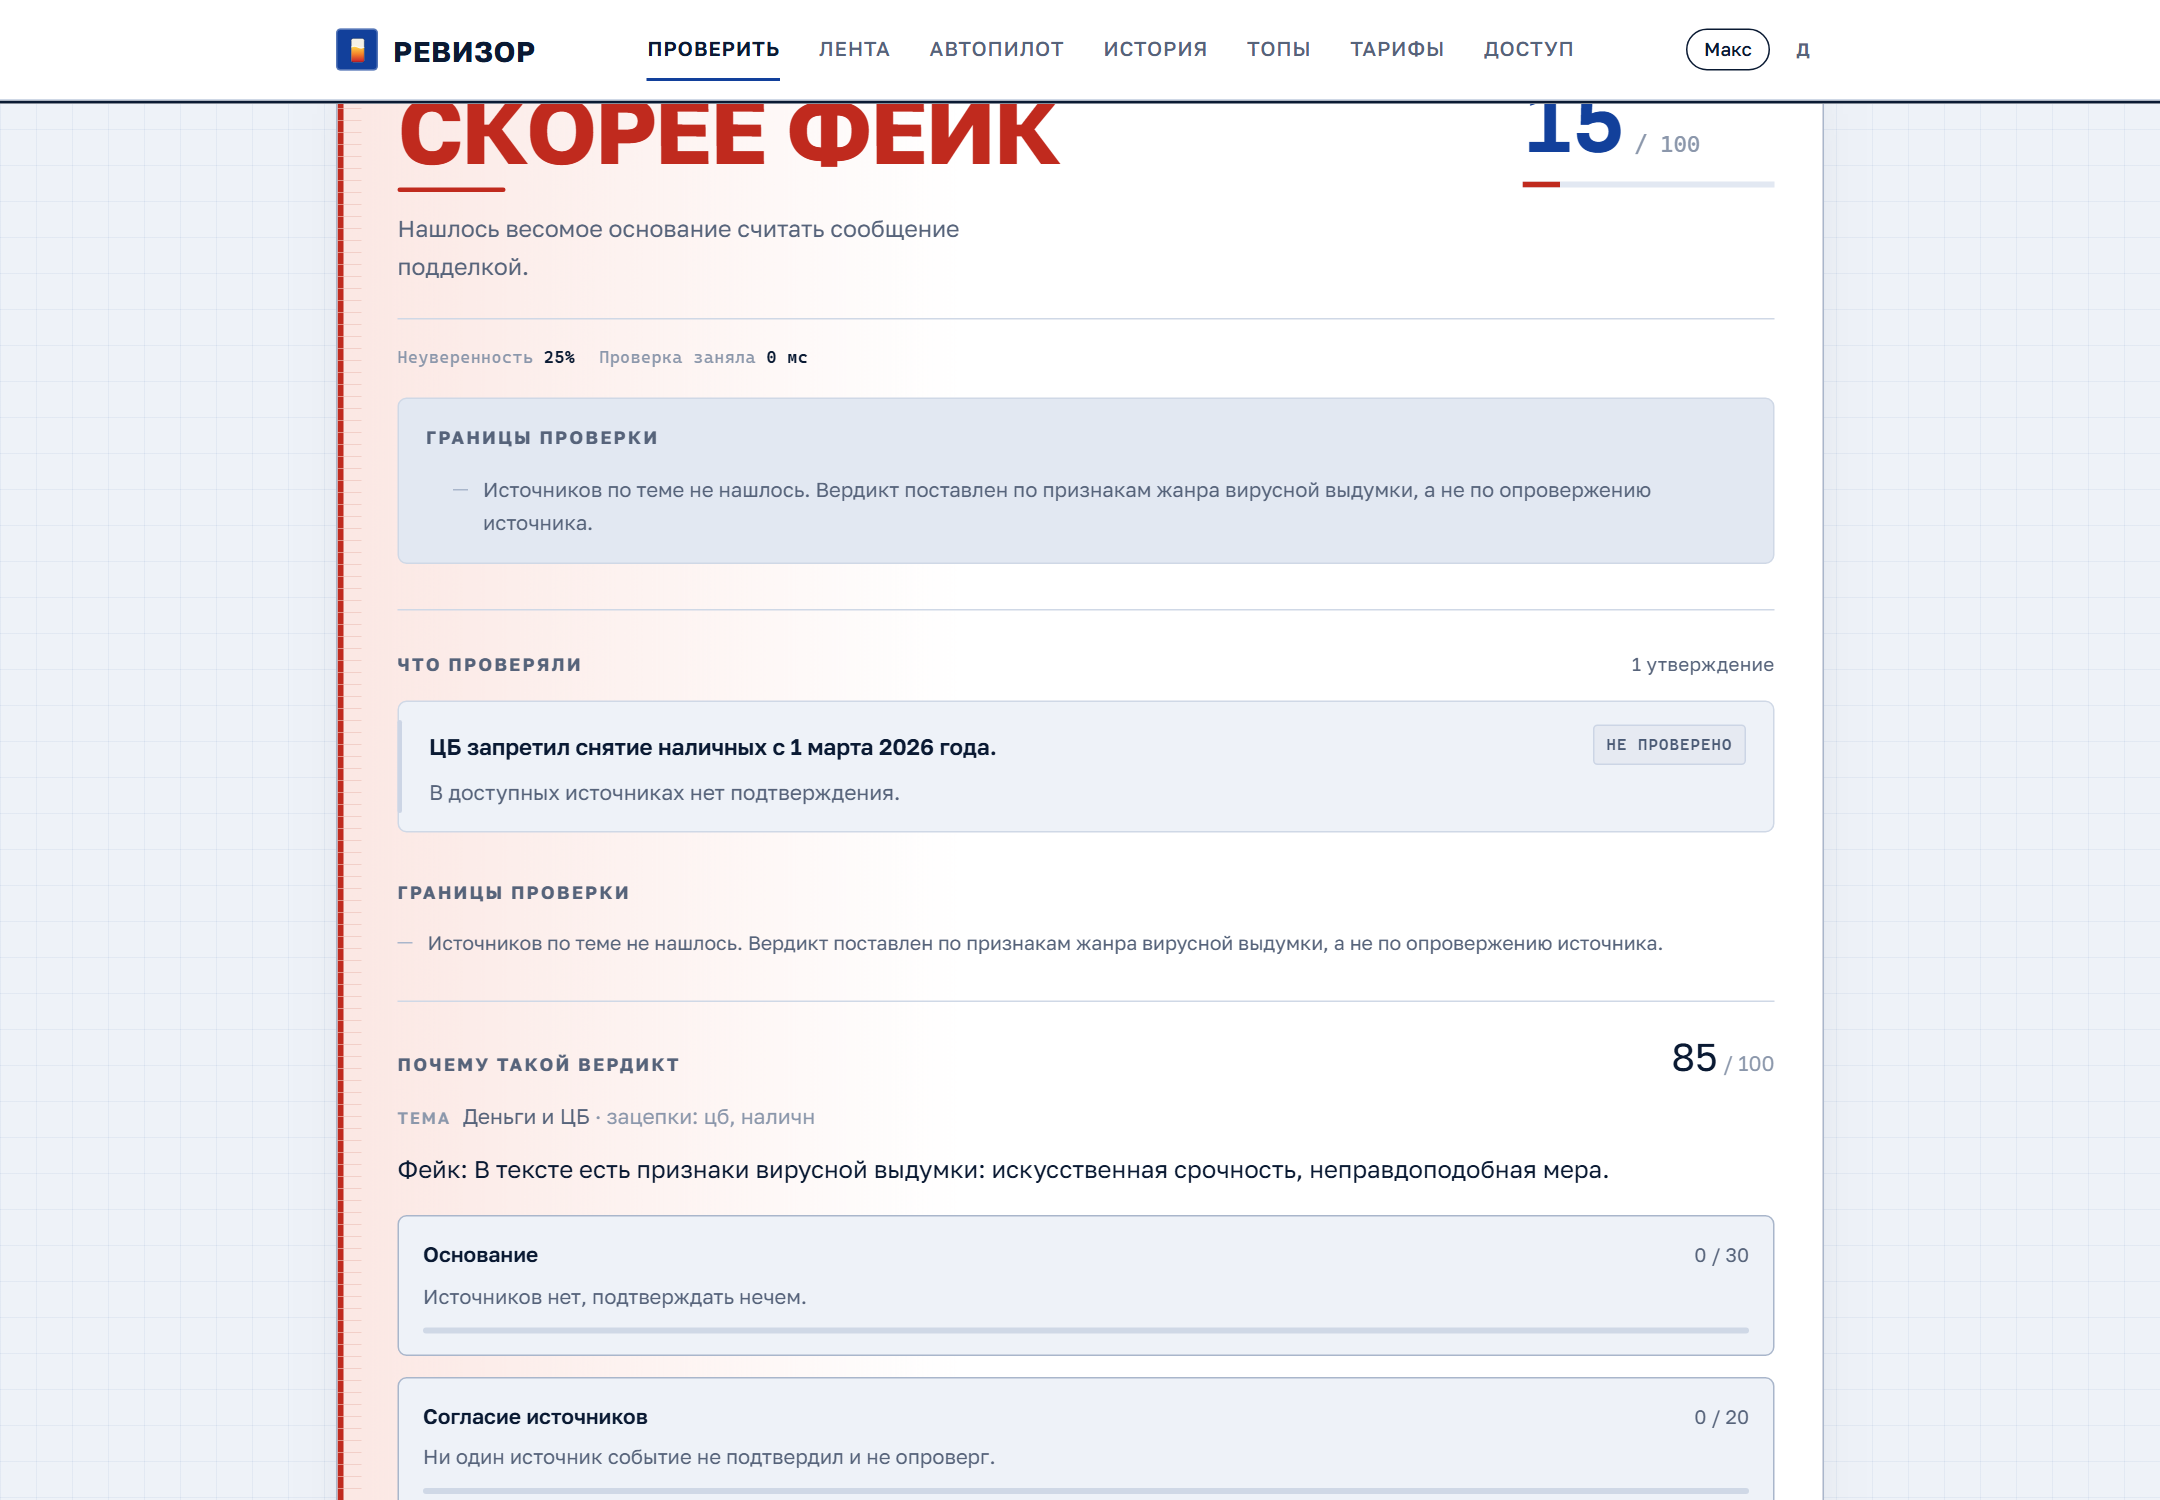 РЕВИЗОР
ПРОВЕРИТЬ ЛЕНТА АВТОПИЛОТ ИСТОРИЯ ТОПЫ ТАРИФЫ ДОСТУП
Макс Д
СКОРЕЕ ФЕЙК
15 / 100
Нашлось весомое основание считать сообщение
подделкой.
Неуверенность 25% Проверка заняла 0 мс
ГРАНИЦЫ ПРОВЕРКИ
— Источников по теме не нашлось. Вердикт поставлен по признакам жанра вирусной выдумки, а не по опровержению
источника.
ЧТО ПРОВЕРЯЛИ 1 утверждение
ЦБ запретил снятие наличных с 1 марта 2026 года. НЕ ПРОВЕРЕНО
В доступных источниках нет подтверждения.
ГРАНИЦЫ ПРОВЕРКИ
— Источников по теме не нашлось. Вердикт поставлен по признакам жанра вирусной выдумки, а не по опровержению источника.
ПОЧЕМУ ТАКОЙ ВЕРДИКТ 85 / 100
ТЕМА Деньги и ЦБ · зацепки: цб, наличн
Фейк: В тексте есть признаки вирусной выдумки: искусственная срочность, неправдоподобная мера.
Основание 0 / 30
Источников нет, подтверждать нечем.
Согласие источников 0 / 20
Ни один источник событие не подтвердил и не опроверг.